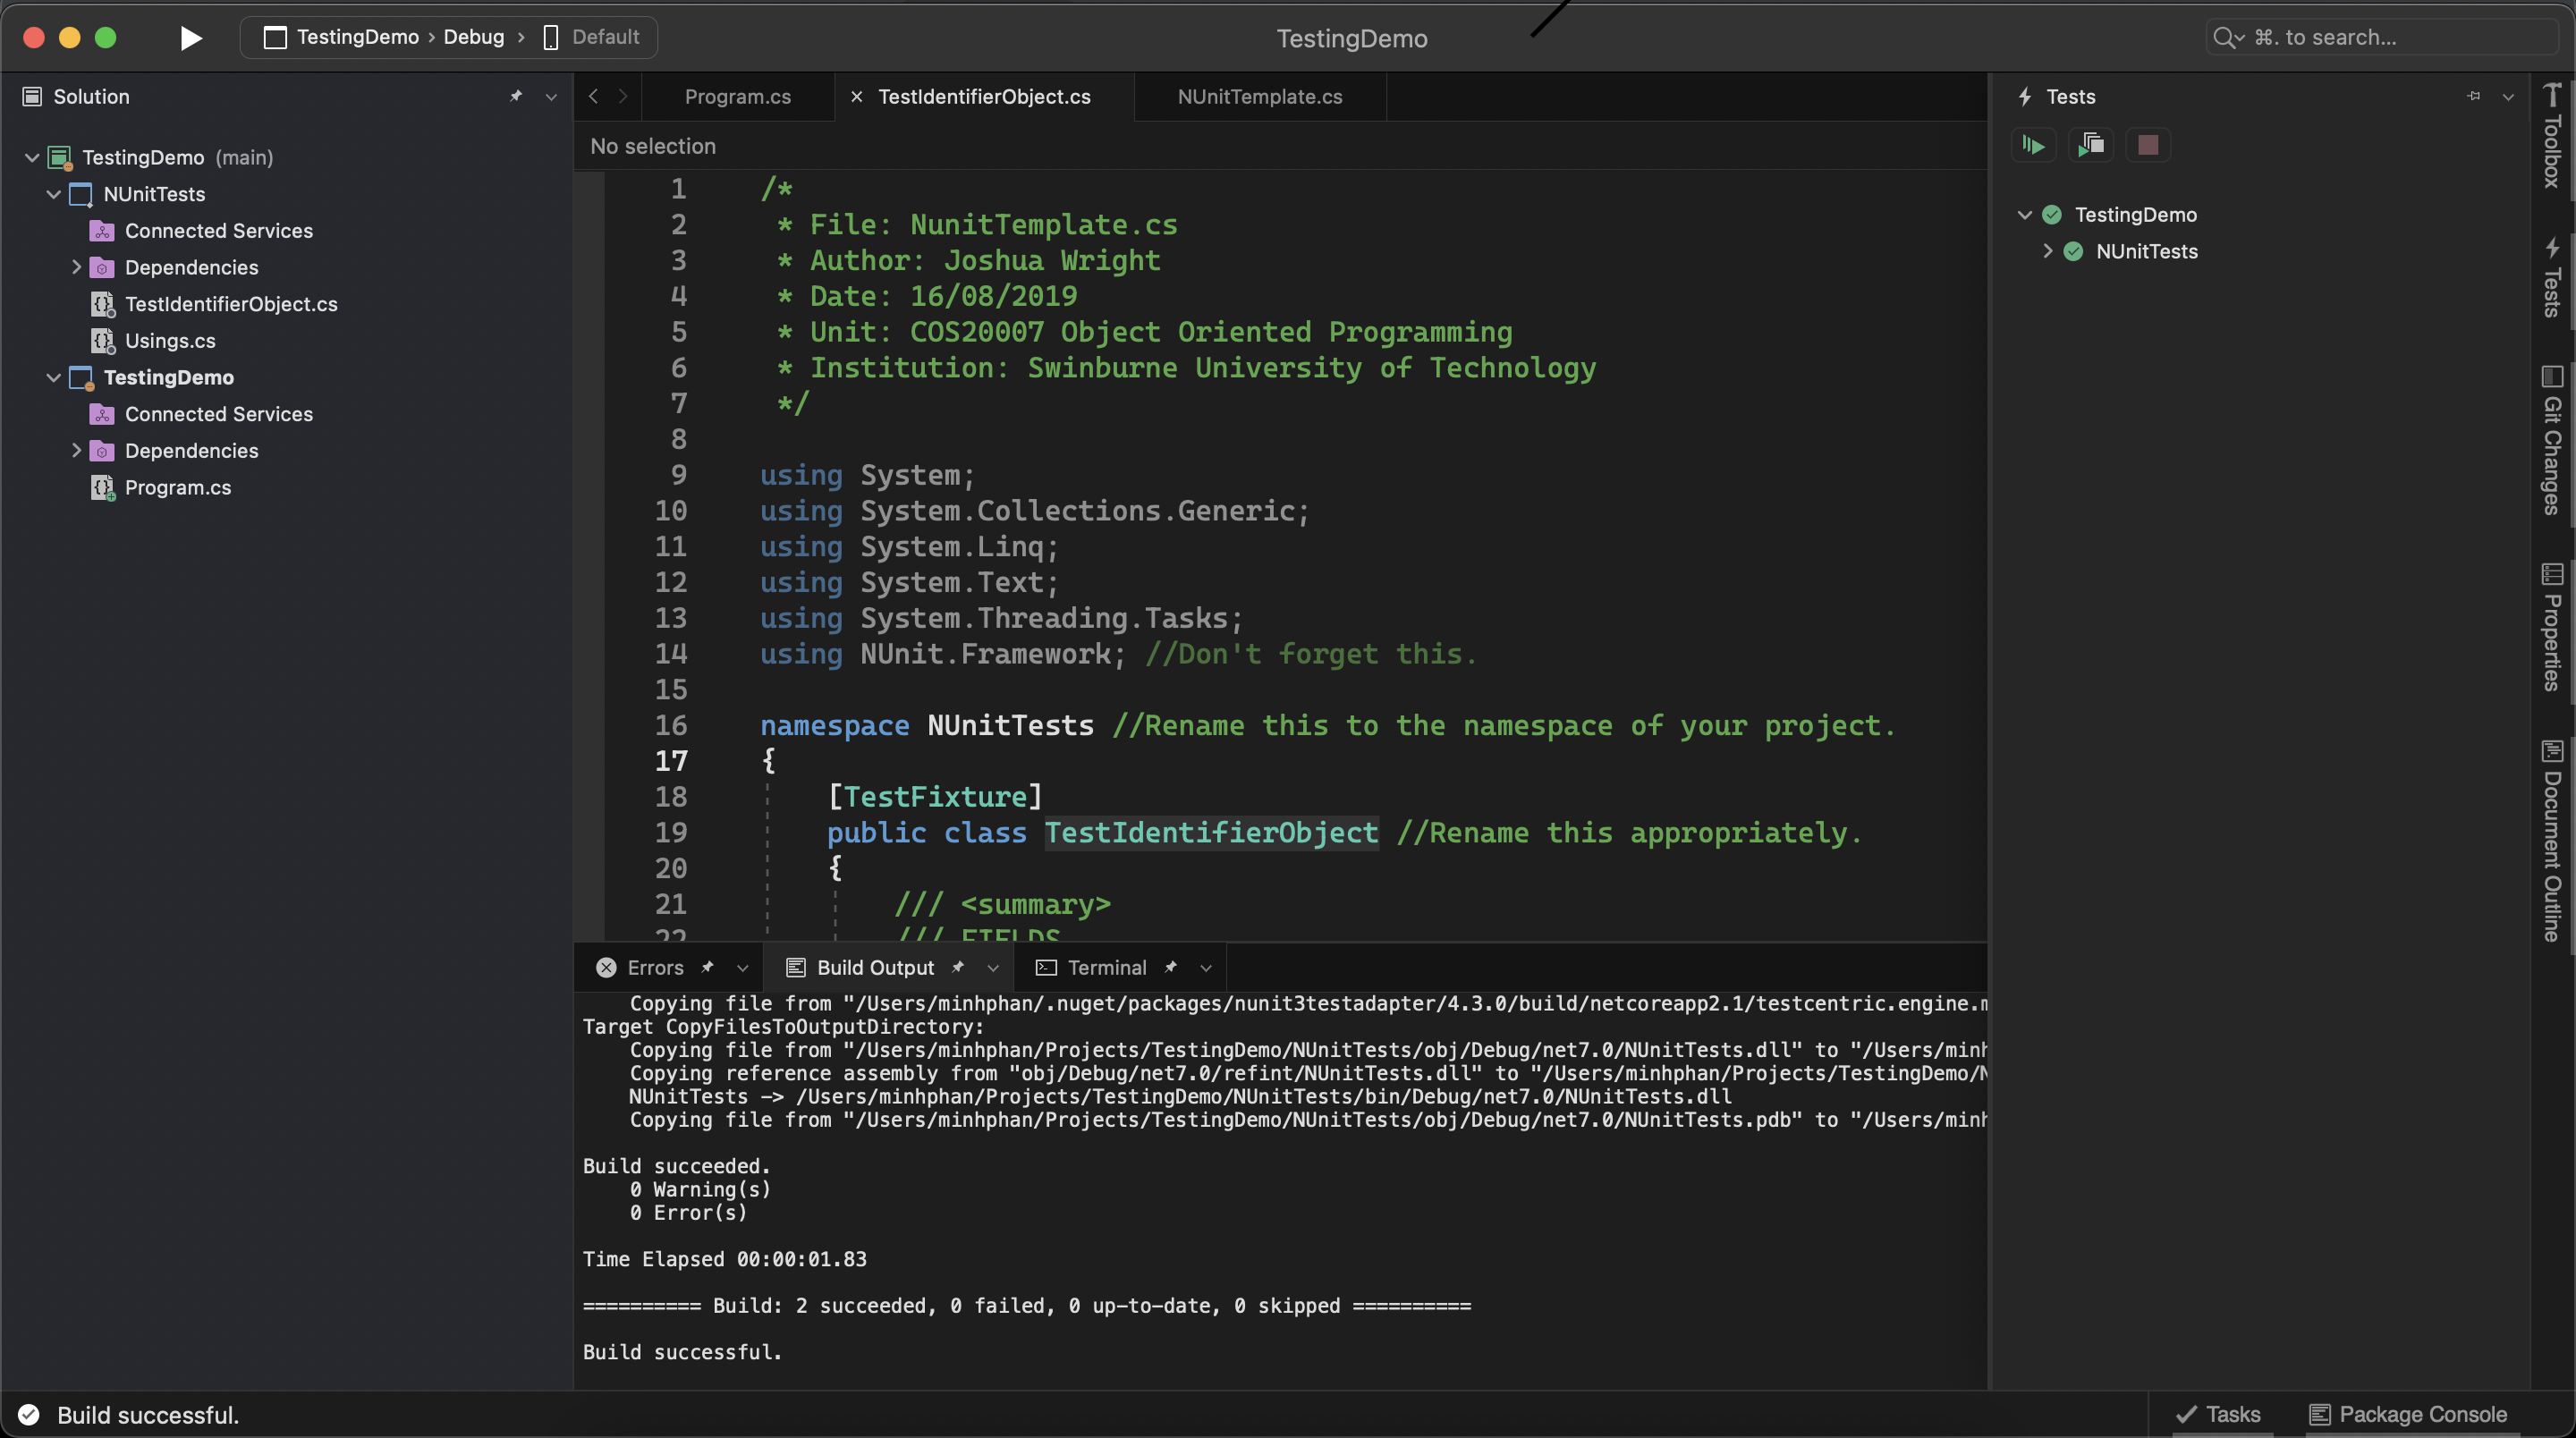 TestingDemo › Debug › Default
TestingDemo
⌘. to search...
Solution
TestingDemo (main)
NUnitTests
Connected Services
Dependencies
TestIdentifierObject.cs
Usings.cs
TestingDemo
Connected Services
Dependencies
Program.cs
Program.cs
TestIdentifierObject.cs
NUnitTemplate.cs
No selection
1 /*
2 * File: NunitTemplate.cs
3 * Author: Joshua Wright
4 * Date: 16/08/2019
5 * Unit: COS20007 Object Oriented Programming
6 * Institution: Swinburne University of Technology
7 */
8
9 using System;
10 using System.Collections.Generic;
11 using System.Linq;
12 using System.Text;
13 using System.Threading.Tasks;
14 using NUnit.Framework; //Don't forget this.
15
16 namespace NUnitTests //Rename this to the namespace of your project.
17 {
18 [TestFixture]
19 public class TestIdentifierObject //Rename this appropriately.
20 {
21 /// <summary>
22 /// FIELDS
Errors
Build Output
Terminal
Copying file from "/Users/minhphan/.nuget/packages/nunit3testadapter/4.3.0/build/netcoreapp2.1/testcentric.engine.m
Target CopyFilesToOutputDirectory:
Copying file from "/Users/minhphan/Projects/TestingDemo/NUnitTests/obj/Debug/net7.0/NUnitTests.dll" to "/Users/minh
Copying reference assembly from "obj/Debug/net7.0/refint/NUnitTests.dll" to "/Users/minhphan/Projects/TestingDemo/N
NUnitTests -> /Users/minhphan/Projects/TestingDemo/NUnitTests/bin/Debug/net7.0/NUnitTests.dll
Copying file from "/Users/minhphan/Projects/TestingDemo/NUnitTests/obj/Debug/net7.0/NUnitTests.pdb" to "/Users/minh
Build succeeded.
0 Warning(s)
0 Error(s)
Time Elapsed 00:00:01.83
========== Build: 2 succeeded, 0 failed, 0 up-to-date, 0 skipped ==========
Build successful.
Tests
TestingDemo
NUnitTests
Toolbox
Tests
Git Changes
Properties
Document Outline
Build successful.
Tasks
Package Console